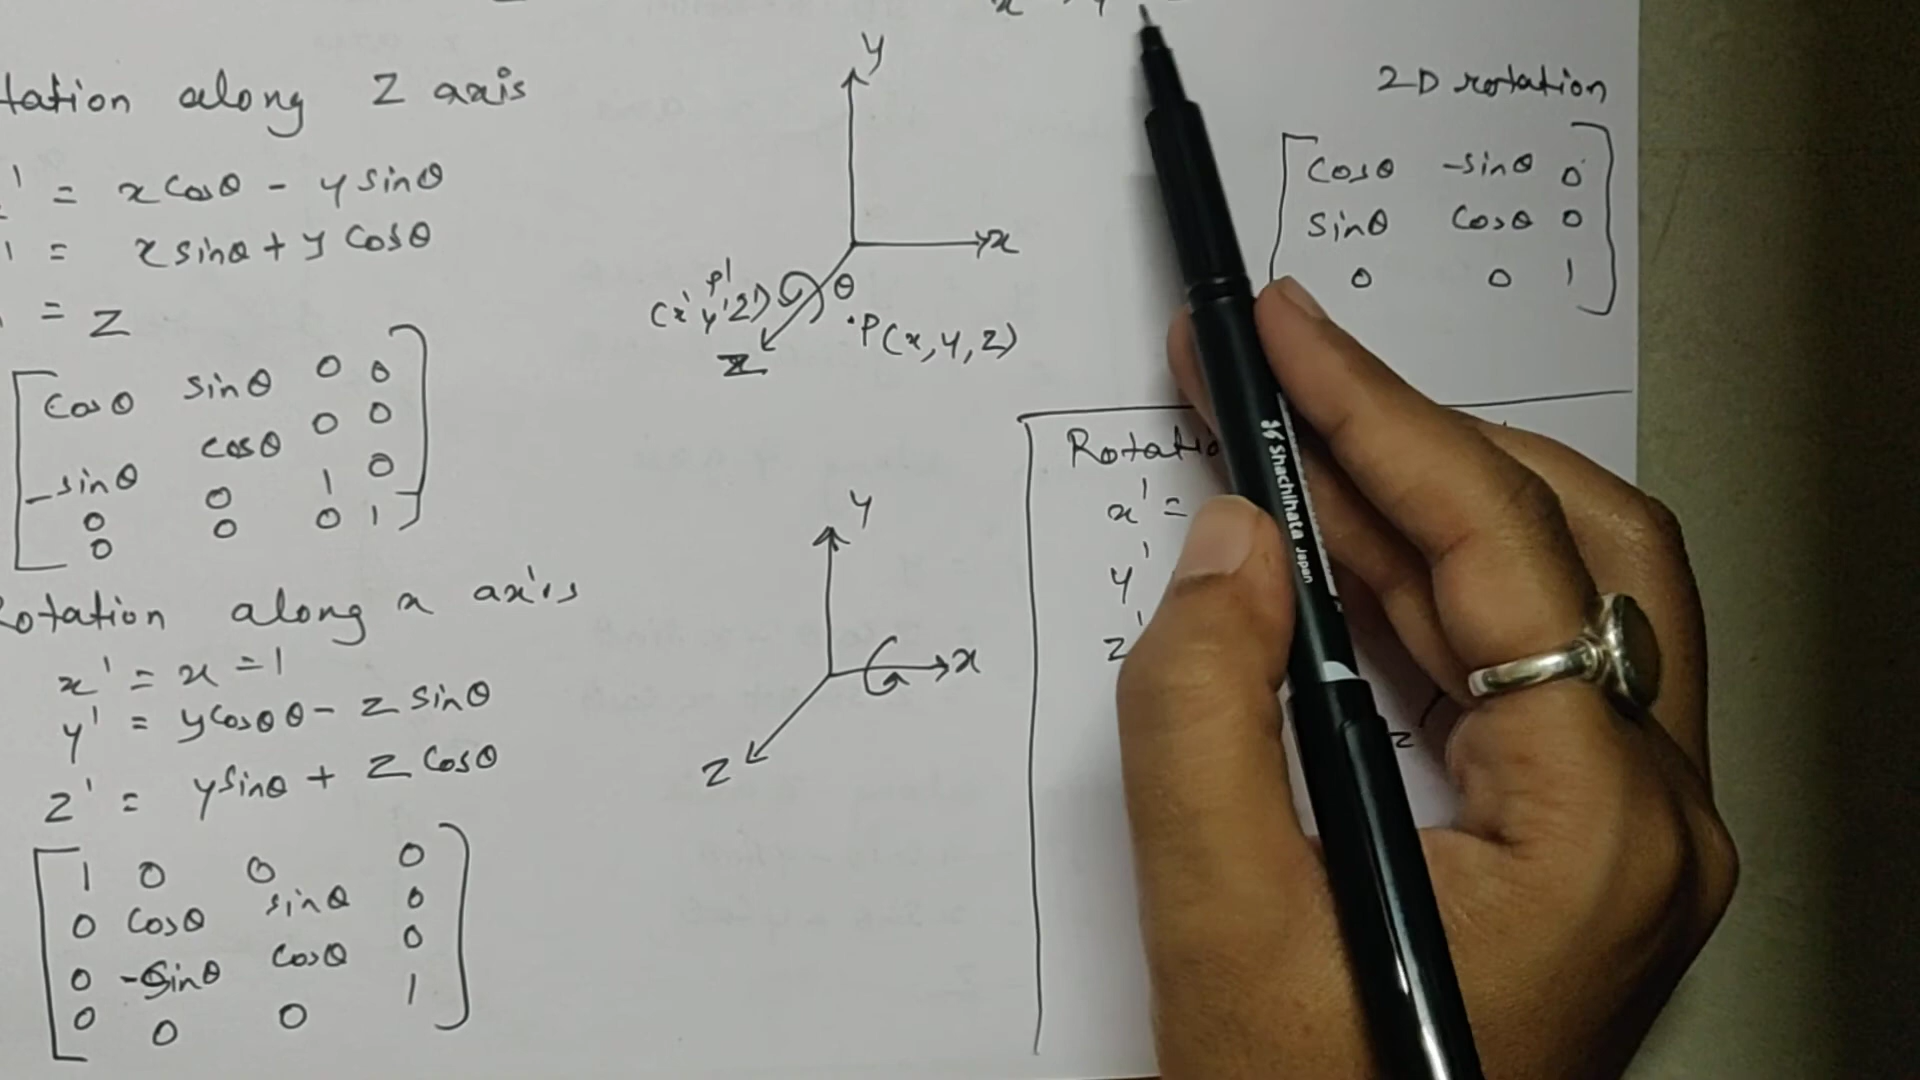 tation along Z axis
' = x cosθ - y sinθ
' = x sinθ + y cosθ
= z
cosθ sinθ 0 0
-sinθ cosθ 0 0
0 0 1 0
0 0 0 1
Rotation along x axis
x' = x = 1
y' = y cosθ θ - z sinθ
z' = y sinθ + z cosθ
1 0 0 0
0 cosθ sinθ 0
0 -sinθ cosθ 0
0 0 0 1
y
x
θ
p'
(x' y' z')
.P(x, y, z)
z
y
x
z
2D rotation
cosθ -sinθ 0
sinθ cosθ 0
0 0 1
Rotatio
x' =
y'
z'
z
Shachihata Japan